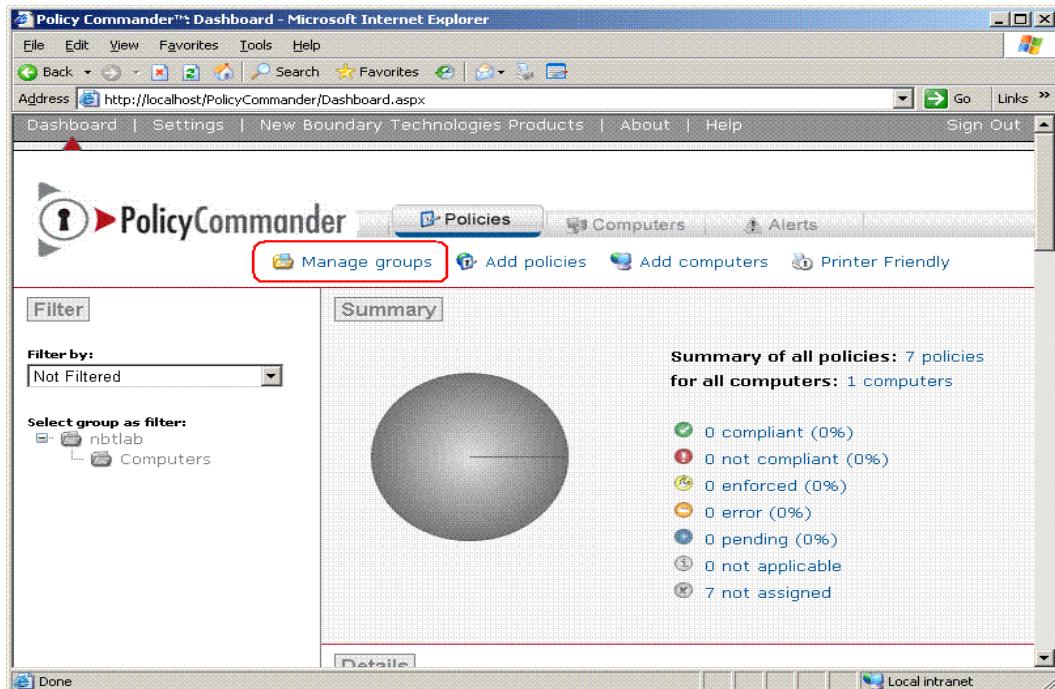 Policy Commander™: Dashboard - Microsoft Internet Explorer
File Edit View Favorites Tools Help
Back Search Favorites
Address http://localhost/PolicyCommander/Dashboard.aspx Go Links »
Dashboard | Settings | New Boundary Technologies Products | About | Help Sign Out
PolicyCommander Policies Computers Alerts
Manage groups Add policies Add computers Printer Friendly
Filter
Filter by:
Not Filtered
Select group as filter:
nbtlab
Computers
Summary
Summary of all policies: 7 policies
for all computers: 1 computers
0 compliant (0%)
0 not compliant (0%)
0 enforced (0%)
0 error (0%)
0 pending (0%)
0 not applicable
7 not assigned
Details
Done Local intranet